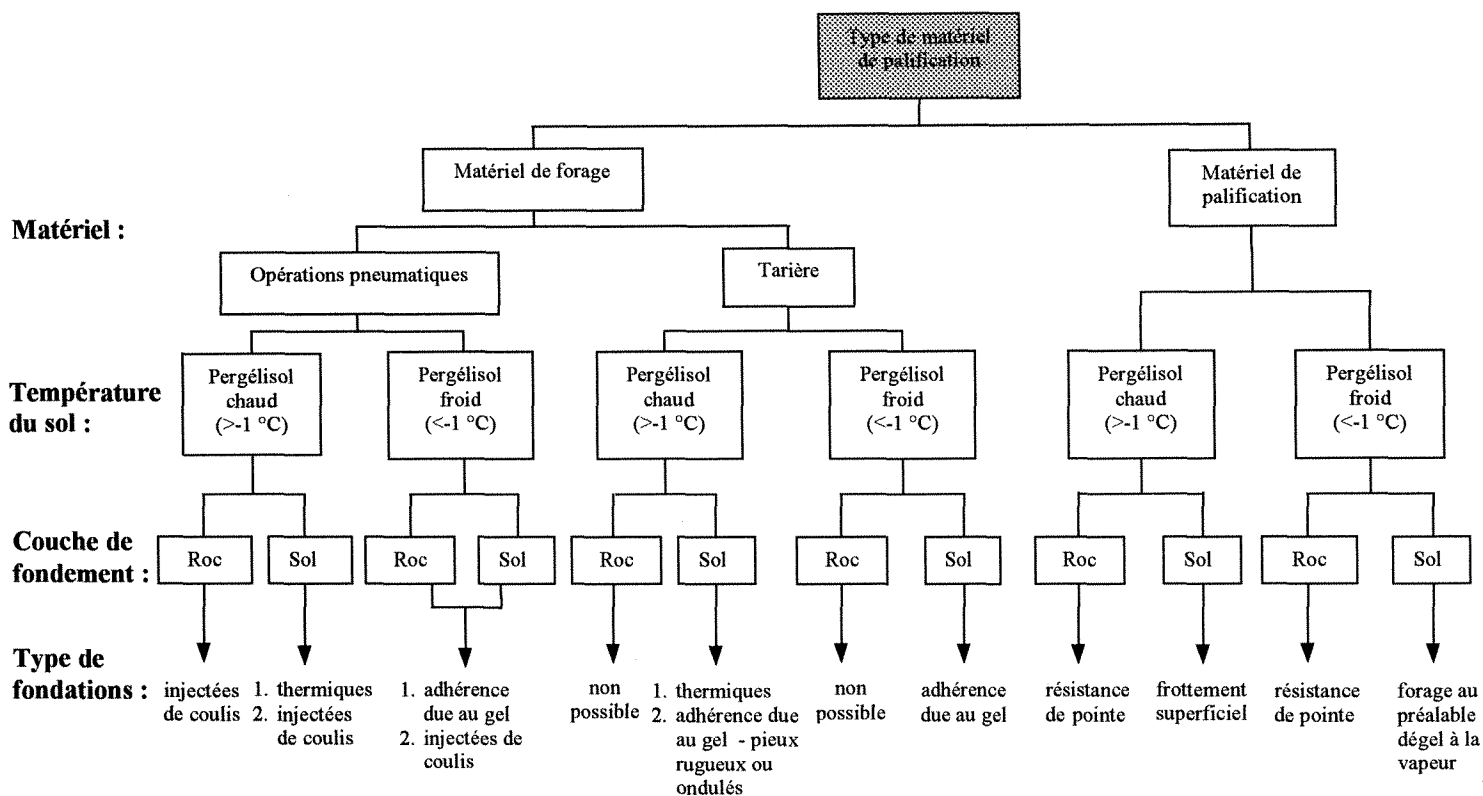 Type de matériel
de palification
Matériel de forage
Matériel de
palification
Matériel :
Opérations pneumatiques
Tarière
Température
du sol :
Pergélisol
chaud
(>-1 °C)
Pergélisol
froid
(<-1 °C)
Pergélisol
chaud
(>-1 °C)
Pergélisol
froid
(<-1 °C)
Pergélisol
chaud
(>-1 °C)
Pergélisol
froid
(<-1 °C)
Couche de
fondement :
Roc
Sol
Roc
Sol
Roc
Sol
Roc
Sol
Roc
Sol
Roc
Sol
Type de
fondations :
injectées
de coulis
1. thermiques
2. injectées
de coulis
1. adhérence
due au gel
2. injectées de
coulis
non
possible
1. thermiques
2. adhérence due
au gel - pieux
rugueux ou
ondulés
non
possible
adhérence
due au gel
résistance
de pointe
frottement
superficiel
résistance
de pointe
forage au
préalable
dégel à la
vapeur